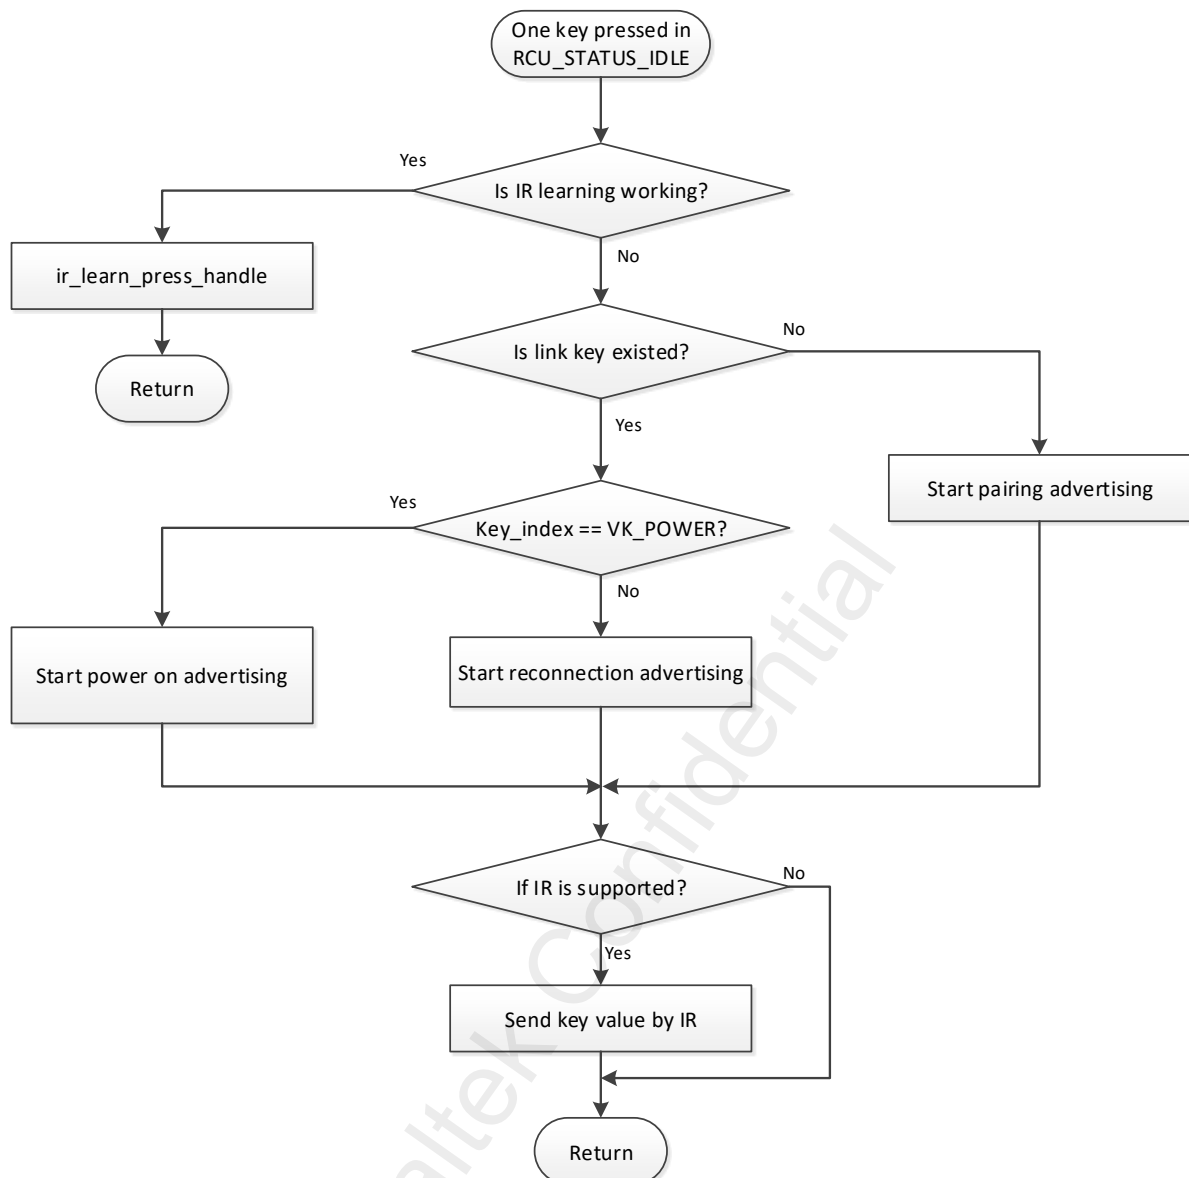 One key pressed in
RCU_STATUS_IDLE
Yes
Is IR learning working?
No
ir_learn_press_handle
No
Is link key existed?
Return
Yes
Start pairing advertising
Yes
Key_index == VK_POWER?
No
Start power on advertising
Start reconnection advertising
If IR is supported?
No
Yes
Send key value by IR
Return
altek Confidential